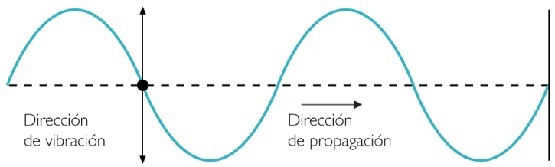 Dirección
de vibración
Dirección
de propagación